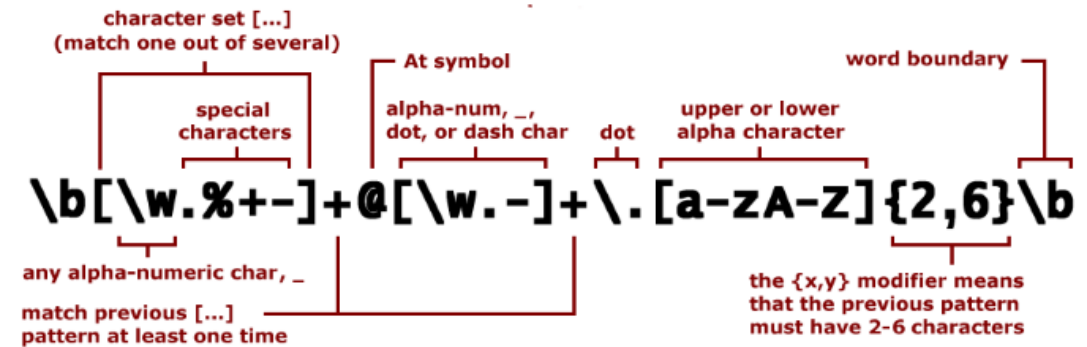 character set [...]
(match one out of several)
At symbol
word boundary
special
characters
alpha-num, _,
dot, or dash char
dot
upper or lower
alpha character
\b[\w.%+-]+@[\w.-]+\.[a-zA-Z]{2,6}\b
any alpha-numeric char, _
match previous [...]
pattern at least one time
the {x,y} modifier means
that the previous pattern
must have 2-6 characters